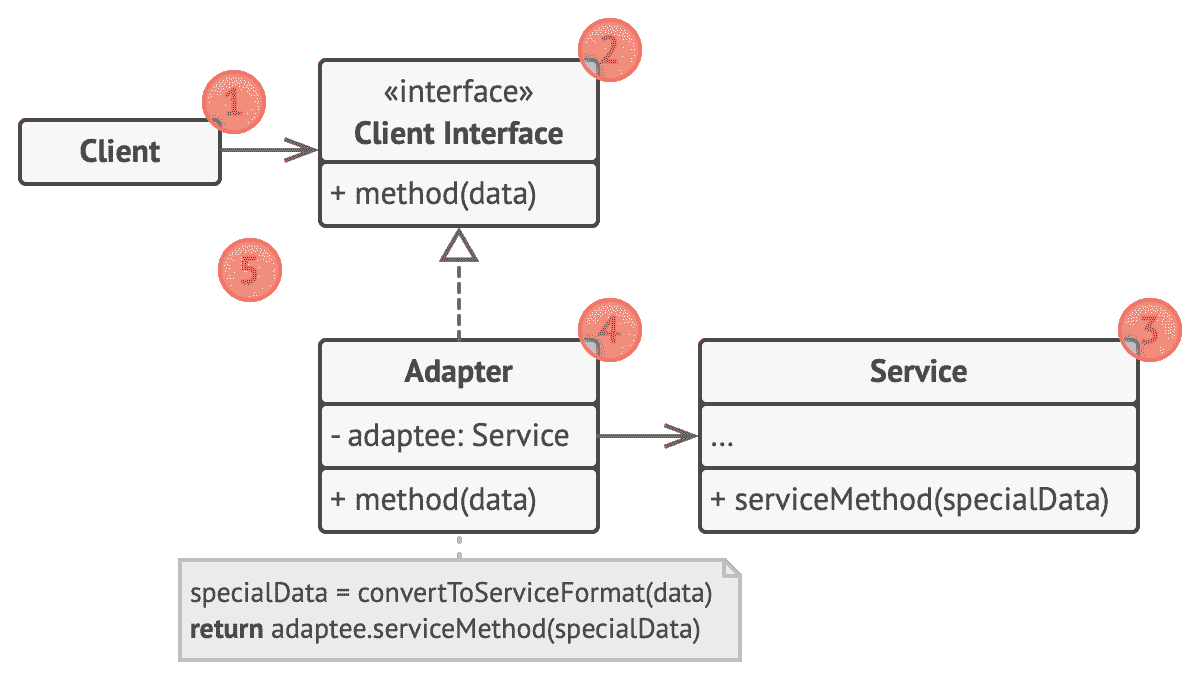 1
2
«interface»
Client Interface
Client
+ method(data)
5
4
3
Adapter
Service
- adaptee: Service
...
+ method(data)
+ serviceMethod(specialData)
specialData = convertToServiceFormat(data)
return adaptee.serviceMethod(specialData)